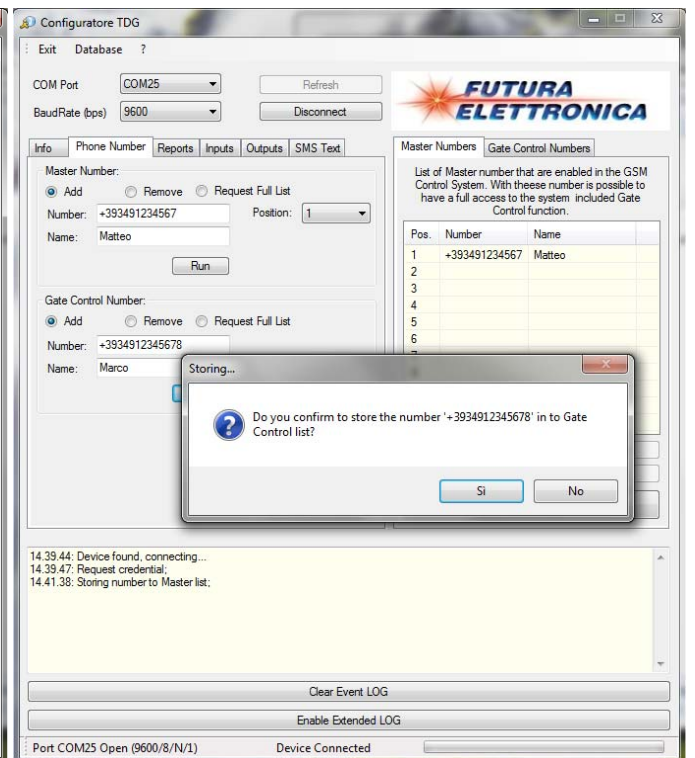 Configuratore TDG
Exit Database ?
COM Port COM25 Refresh
BaudRate (bps) 9600 Disconnect
FUTURA
ELETTRONICA
Info Phone Number Reports Inputs Outputs SMS Text
Master Number:
Add Remove Request Full List
Number: +393491234567 Position: 1
Name: Matteo
Run
Gate Control Number:
Add Remove Request Full List
Number: +3934912345678
Name: Marco
Master Numbers Gate Control Numbers
List of Master number that are enabled in the GSM
Control System. With theese number is possible to
have a full access to the system included Gate
Control function.
Pos. Number Name
1 +393491234567 Matteo
2
3
4
5
6
Storing...
Do you confirm to store the number '+3934912345678' in to Gate
Control list?
Si No
14.39.44: Device found, connecting...
14.39.47: Request credential;
14.41.38: Storing number to Master list;
Clear Event LOG
Enable Extended LOG
Port COM25 Open (9600/8/N/1) Device Connected